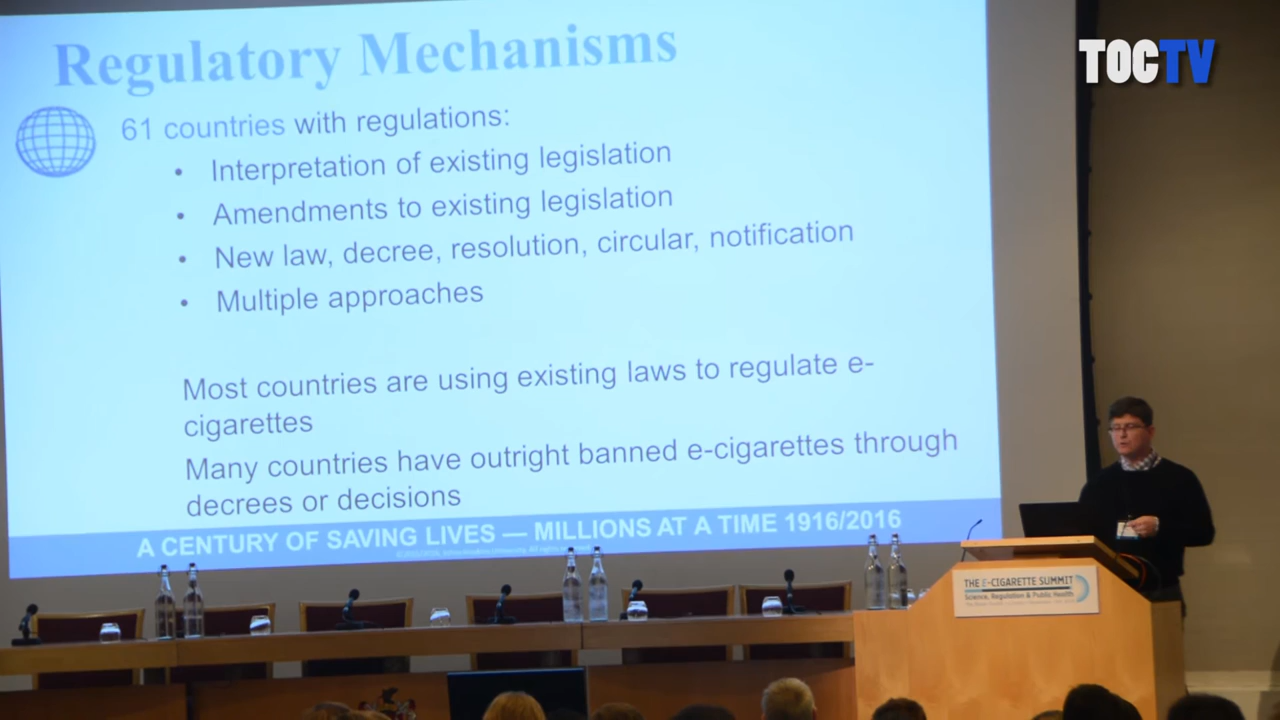 TOCTV
Regulatory Mechanisms
61 countries with regulations:
• Interpretation of existing legislation
• Amendments to existing legislation
• New law, decree, resolution, circular, notification
• Multiple approaches
Most countries are using existing laws to regulate e-
cigarettes
Many countries have outright banned e-cigarettes through
decrees or decisions
A CENTURY OF SAVING LIVES — MILLIONS AT A TIME 1916/2016
THE E-CIGARETTE SUMMIT
Science, Regulation & Public Health